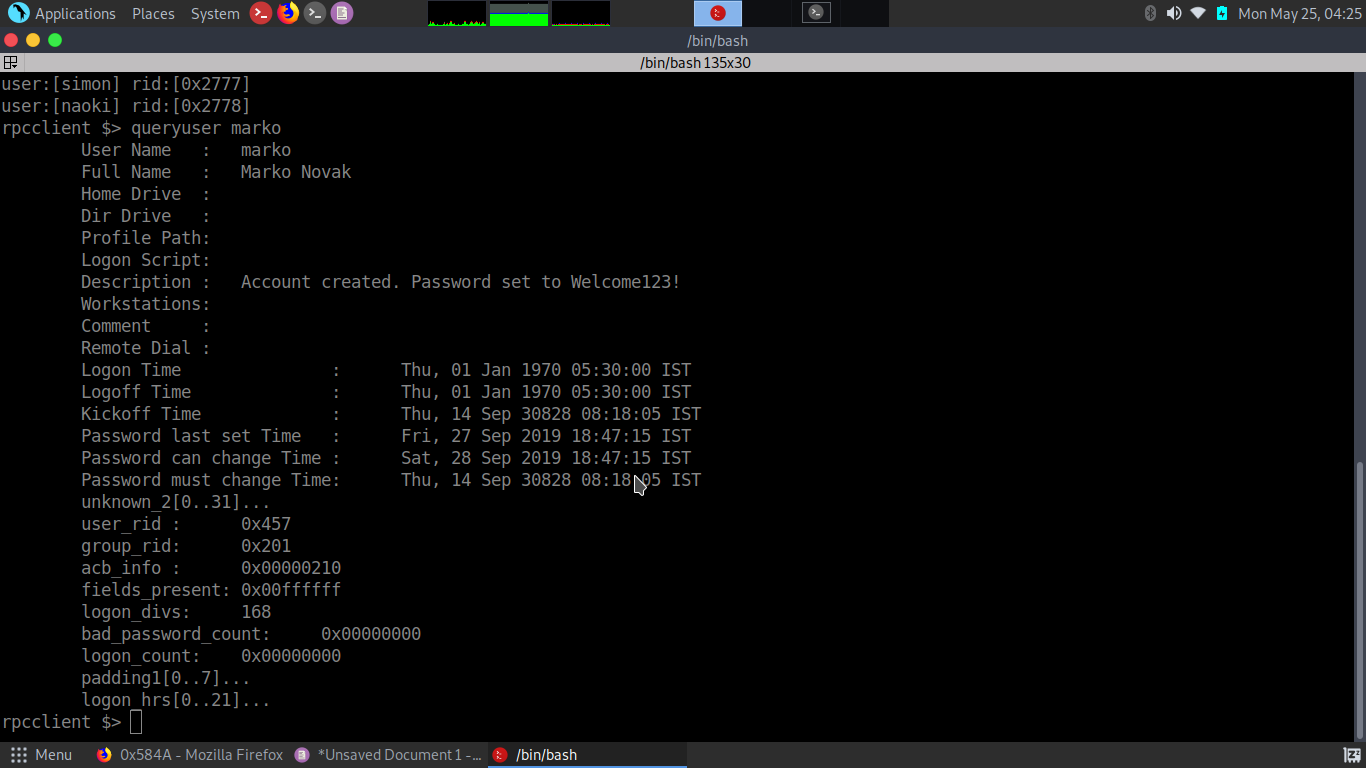 Applications Places System Mon May 25, 04:25
/bin/bash
/bin/bash 135x30
user:[simon] rid:[0x2777]
user:[naoki] rid:[0x2778]
rpcclient $> queryuser marko
User Name : marko
Full Name : Marko Novak
Home Drive :
Dir Drive :
Profile Path:
Logon Script:
Description : Account created. Password set to Welcome123!
Workstations:
Comment :
Remote Dial :
Logon Time : Thu, 01 Jan 1970 05:30:00 IST
Logoff Time : Thu, 01 Jan 1970 05:30:00 IST
Kickoff Time : Thu, 14 Sep 30828 08:18:05 IST
Password last set Time : Fri, 27 Sep 2019 18:47:15 IST
Password can change Time : Sat, 28 Sep 2019 18:47:15 IST
Password must change Time: Thu, 14 Sep 30828 08:18:05 IST
unknown_2[0..31]...
user_rid : 0x457
group_rid: 0x201
acb_info : 0x00000210
fields_present: 0x00ffffff
logon_divs: 168
bad_password_count: 0x00000000
logon_count: 0x00000000
padding1[0..7]...
logon_hrs[0..21]...
rpcclient $>
Menu 0x584A - Mozilla Firefox *Unsaved Document 1 -... /bin/bash